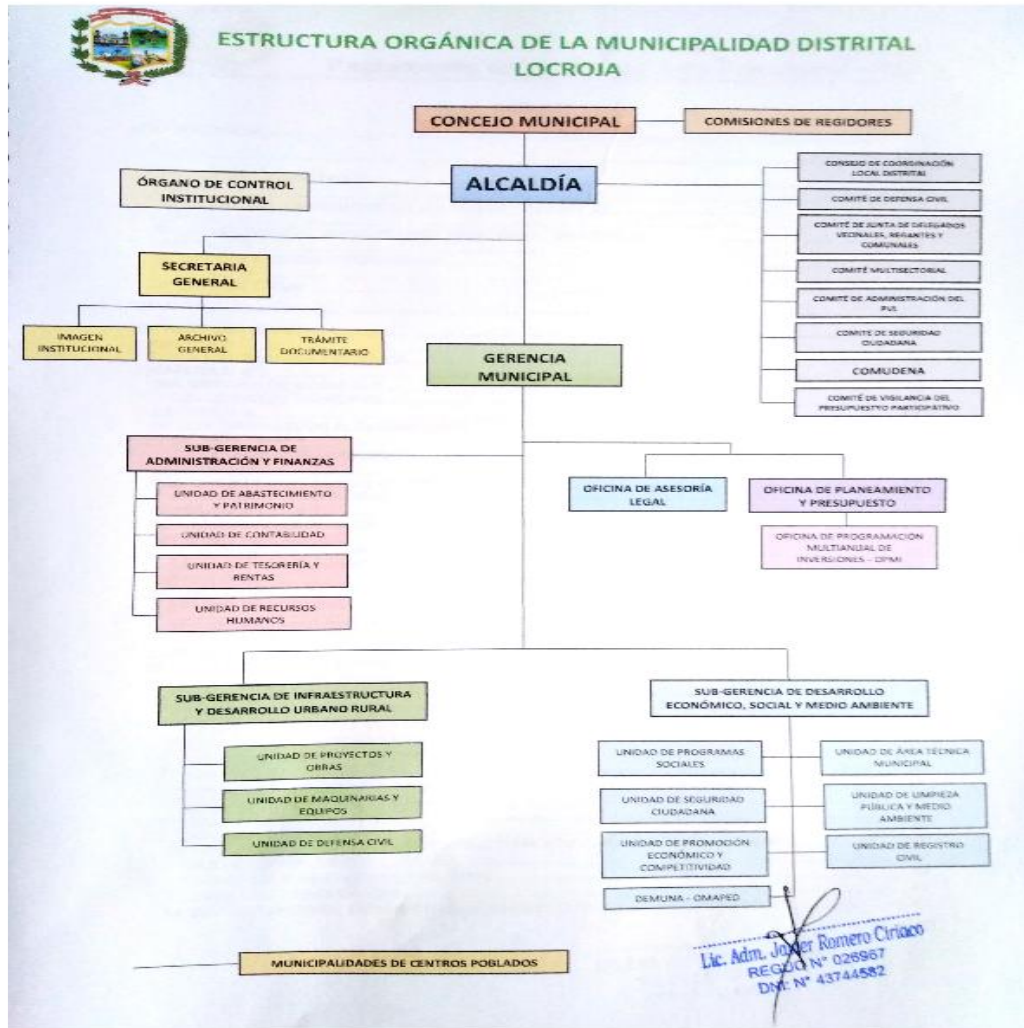 ESTRUCTURA ORGÁNICA DE LA MUNICIPALIDAD DISTRITAL
LOCROJA
CONCEJO MUNICIPAL
COMISIONES DE REGIDORES
ÓRGANO DE CONTROL
INSTITUCIONAL
ALCALDÍA
CONSEJO DE COORDINACIÓN
LOCAL DISTRITAL
COMITÉ DE DEFENSA CIVIL
COMITÉ DE JUNTA DE DELEGADOS
VECINALES, REGANTES Y
COMUNALES
COMITÉ MULTISECTORIAL
COMITÉ DE ADMINISTRACIÓN DEL
PVL
COMITE DE SEGURIDAD
CIUDADANA
COMUDENA
COMITÉ DE VIGILANCIA DEL
PRESUPUESTYO PARTICIPATIVO
SECRETARIA
GENERAL
IMAGEN
INSTITUCIONAL
ARCHIVO
GENERAL
TRÁMITE
DOCUMENTARIO
GERENCIA
MUNICIPAL
SUB-GERENCIA DE
ADMINISTRACIÓN Y FINANZAS
UNIDAD DE ABASTECIMIENTO
Y PATRIMONIO
UNIDAD DE CONTABILIDAD
UNIDAD DE TESORERÍA Y
RENTAS
UNIDAD DE RECURSOS
HUMANOS
OFICINA DE ASESORÍA
LEGAL
OFICINA DE PLANEAMIENTO
Y PRESUPUESTO
OFICINA DE PROGRAMACIÓN
MULTIANUAL DE
INVERSIONES - OPMI
SUB-GERENCIA DE INFRAESTRUCTURA
Y DESARROLLO URBANO RURAL
UNIDAD DE PROYECTOS Y
OBRAS
UNIDAD DE MAQUINARIAS Y
EQUIPOS
UNIDAD DE DEFENSA CIVIL
SUB-GERENCIA DE DESARROLLO
ECONÓMICO, SOCIAL Y MEDIO AMBIENTE
UNIDAD DE PROGRAMAS
SOCIALES
UNIDAD DE ÁREA TÉCNICA
MUNICIPAL
UNIDAD DE SEGURIDAD
CIUDADANA
UNIDAD DE LIMPIEZA
PÚBLICA Y MEDIO
AMBIENTE
UNIDAD DE PROMOCIÓN
ECONÓMICO Y
COMPETITIVIDAD
UNIDAD DE REGISTRO
CIVIL
DEMUNA - OMAPED
Lic. Adm. Javier Romero Ciriaco
REGUC N° 026967
DNI: N° 43744582
MUNICIPALIDADES DE CENTROS POBLADOS